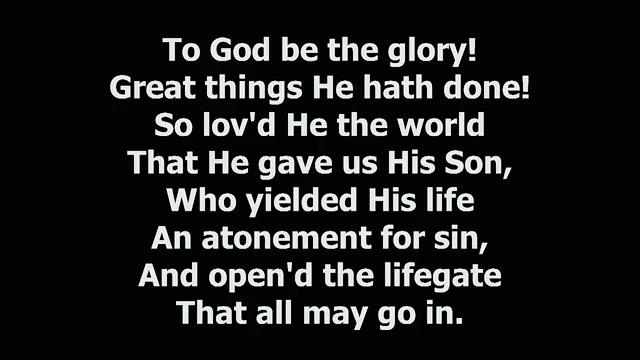 To God be the glory!
Great things He hath done!
So lov'd He the world
That He gave us His Son,
Who yielded His life
An atonement for sin,
And open'd the lifegate
That all may go in.